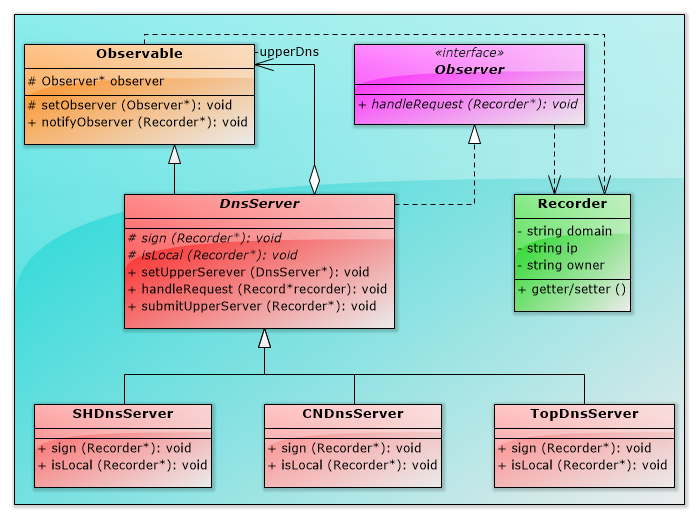 Observable
# Observer* observer
# setObserver (Observer*): void
+ notifyObserver (Recorder*): void
-upperDns
«interface»
Observer
+ handleRequest (Recorder*): void
DnsServer
# sign (Recorder*): void
# isLocal (Recorder*): void
+ setUpperSerever (DnsServer*): void
+ handleRequest (Record*recorder): void
+ submitUpperServer (Recorder*): void
Recorder
- string domain
- string ip
- string owner
+ getter/setter ()
SHDnsServer
+ sign (Recorder*): void
+ isLocal (Recorder*): void
CNDnsServer
+ sign (Recorder*): void
+ isLocal (Recorder*): void
TopDnsServer
+ sign (Recorder*): void
+ isLocal (Recorder*): void